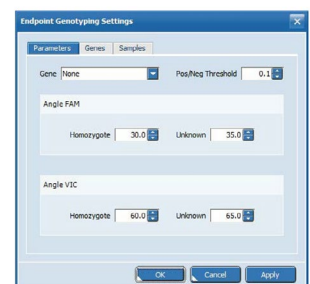 Endpoint Genotyping Settings
Parameters Genes Samples
Gene None Pos/Neg Threshold 0.1
Angle FAM
Homozygote 30.0 Unknown 35.0
Angle VIC
Homozygote 60.0 Unknown 65.0
OK Cancel Apply